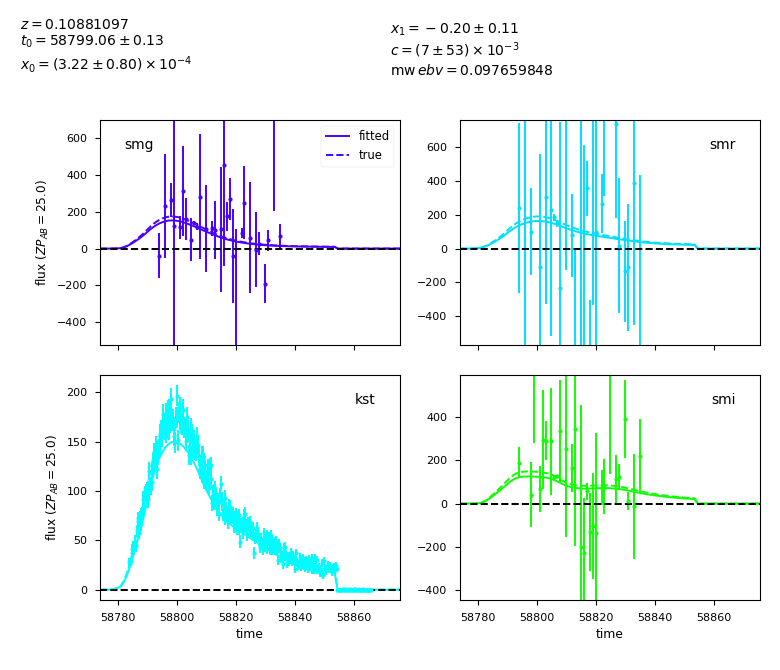 z = 0.10881097
t₀ = 58799.06 ± 0.13
x₀ = (3.22 ± 0.80) × 10⁻⁴
x₁ = −0.20 ± 0.11
c = (7 ± 53) × 10⁻³
mw ebv = 0.097659848
smg
fitted
true
600
400
200
0
−200
−400
flux (ZP_AB = 25.0)
smr
600
400
200
0
−200
−400
kst
200
150
100
50
0
flux (ZP_AB = 25.0)
58780 58800 58820 58840 58860
time
smi
400
200
0
−200
−400
58780 58800 58820 58840 58860
time